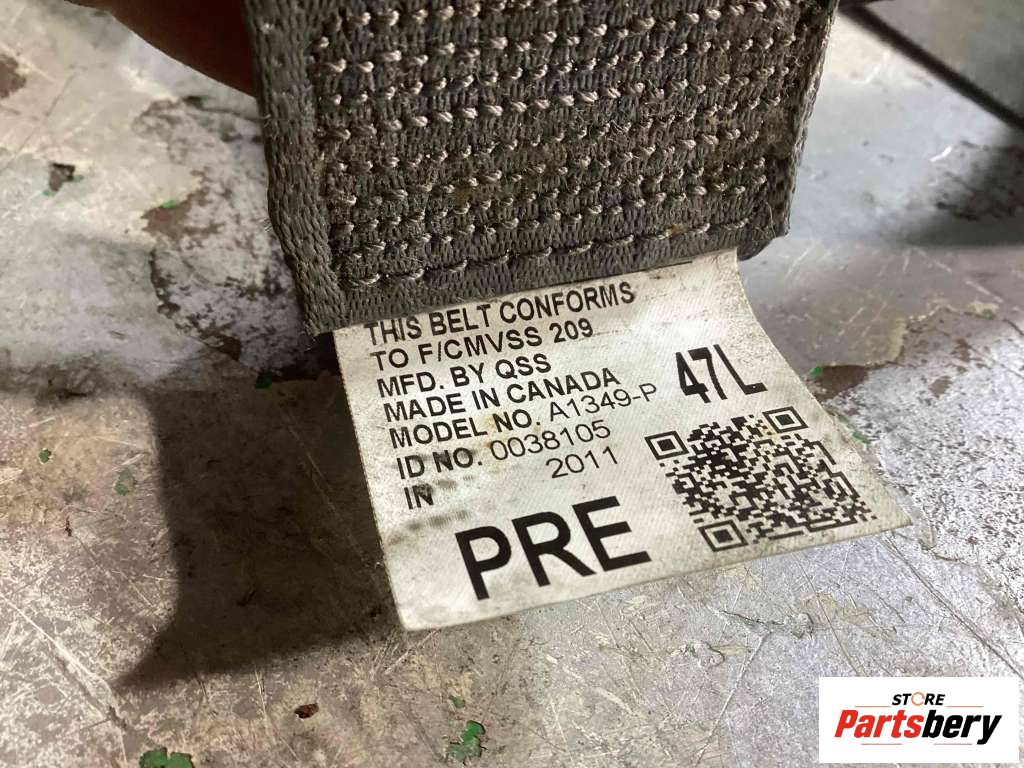 THIS BELT CONFORMS
TO F/CMVSS 209
MFD. BY QSS
MADE IN CANADA
MODEL NO. A1349-P
ID NO. 0038105
IN 2011
47L
PRE
STORE
Partsbery